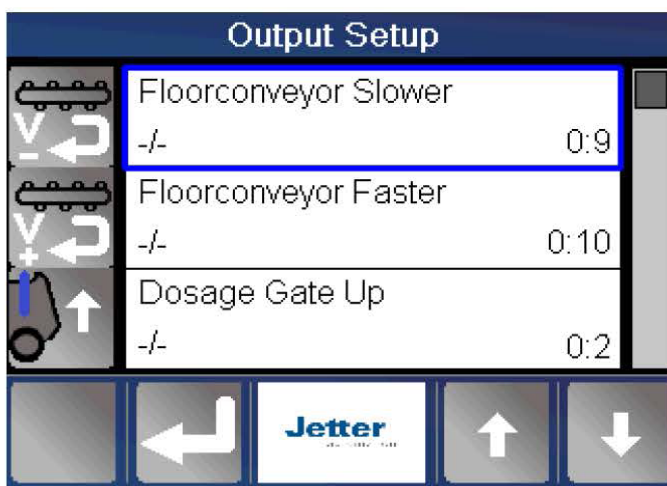 Output Setup
Floorconveyor Slower
-/-
0:9
V
-
Floorconveyor Faster
-/-
0:10
V
+
Dosage Gate Up
-/-
0:2
Jetter